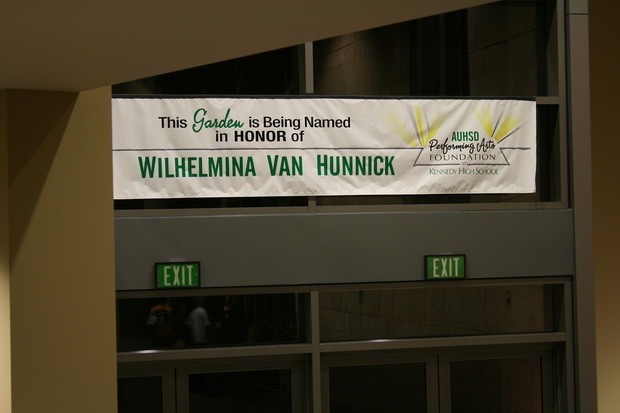 This Garden is Being Named
in HONOR of
WILHELMINA VAN HUNNICK
AUHSD
Performing Arts
FOUNDATION
AT
KENNEDY HIGH SCHOOL
EXIT
EXIT